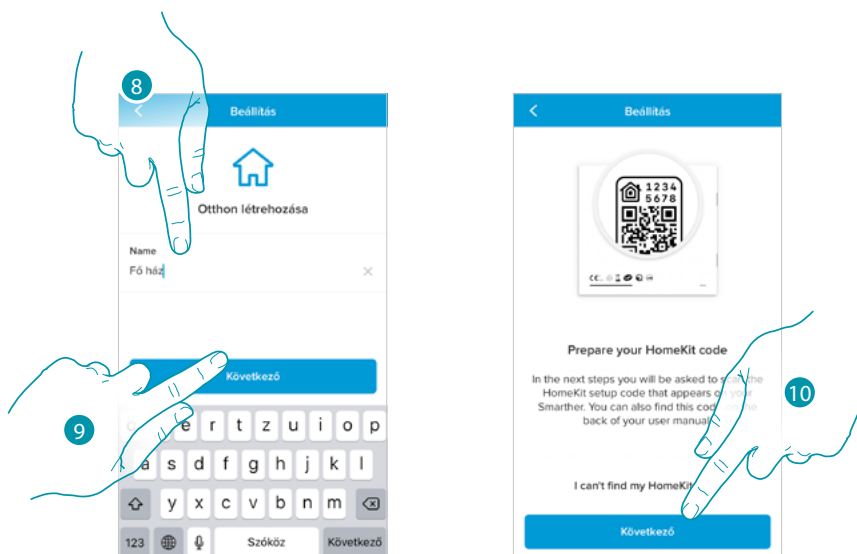 8
Beállítás
Otthon létrehozása
Name
Fő ház
Következő
9
e r t z u i o p
a s d f g h j k l
y x c v b n m
123 Szóköz Következő
Beállítás
1234
5678
Prepare your HomeKit code
In the next steps you will be asked to scan the
HomeKit setup code that appears on your
Smarther. You can also find this code
back of your user manual
10
I can't find my HomeKit
Következő